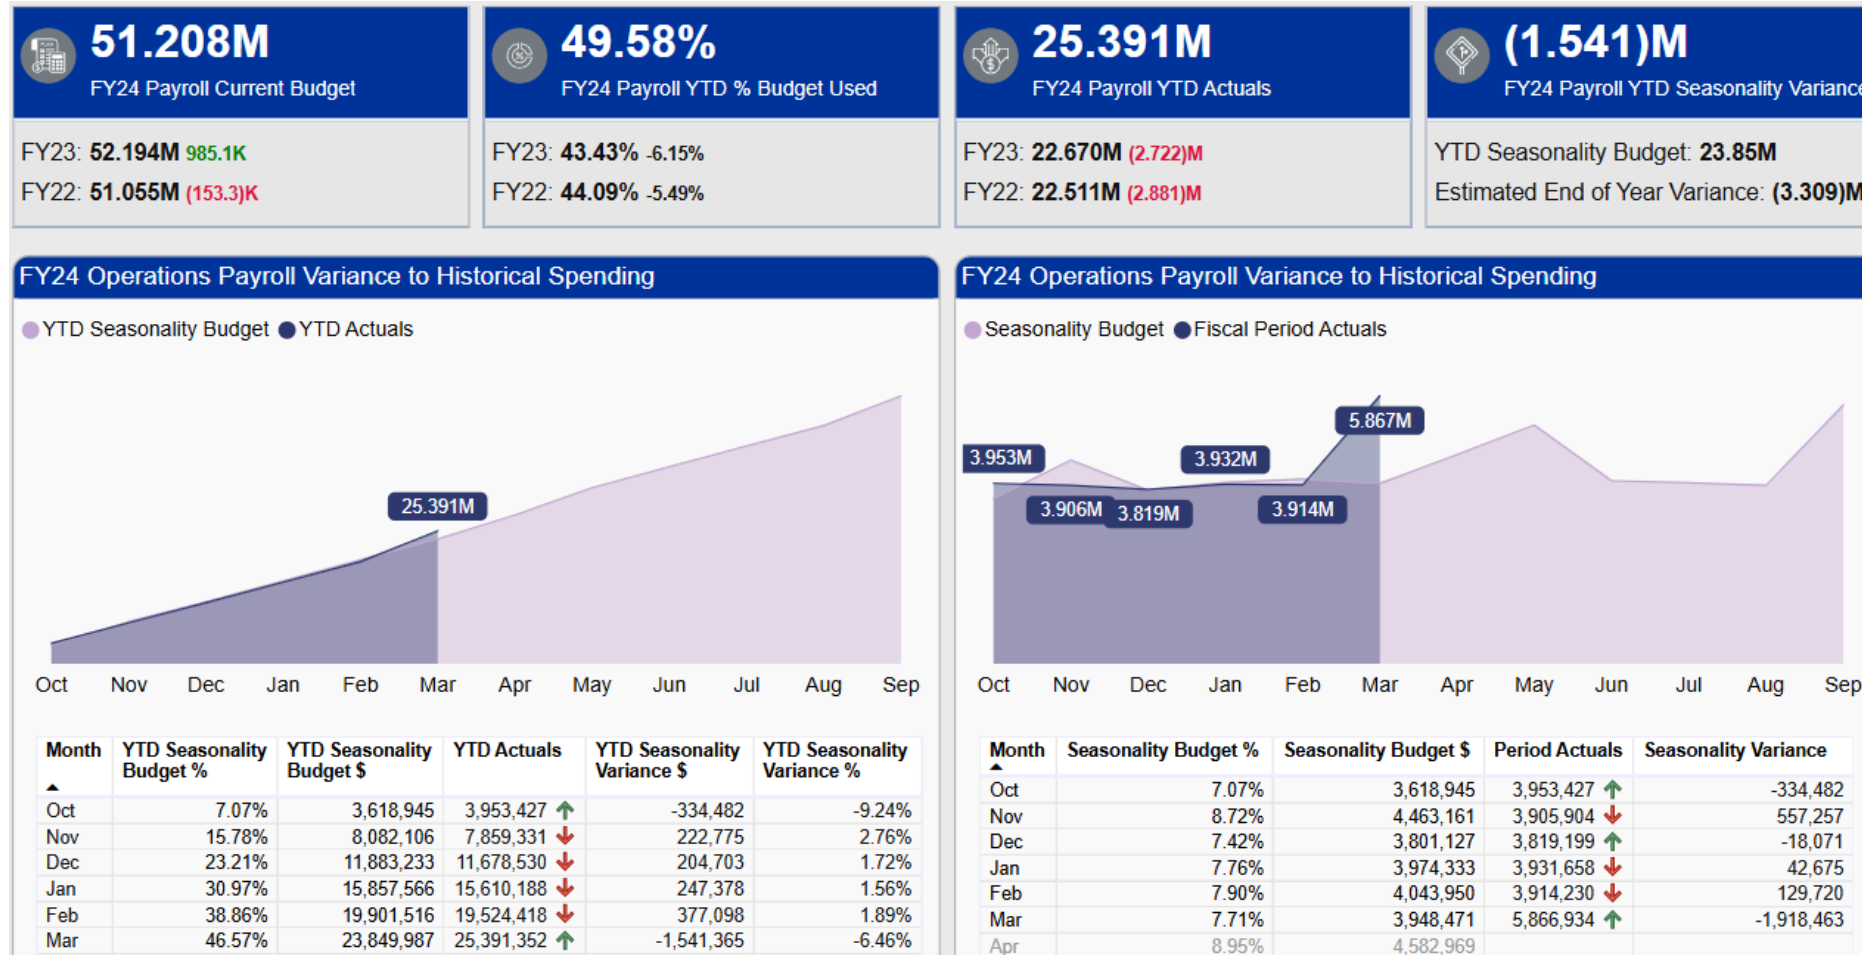 51.208M
FY24 Payroll Current Budget
FY23: 52.194M 985.1K
FY22: 51.055M (153.3)K
49.58%
FY24 Payroll YTD % Budget Used
FY23: 43.43% -6.15%
FY22: 44.09% -5.49%
25.391M
FY24 Payroll YTD Actuals
FY23: 22.670M (2.722)M
FY22: 22.511M (2.881)M
(1.541)M
FY24 Payroll YTD Seasonality Variance
YTD Seasonality Budget: 23.85M
Estimated End of Year Variance: (3.309)M
FY24 Operations Payroll Variance to Historical Spending
YTD Seasonality Budget YTD Actuals
25.391M
Oct Nov Dec Jan Feb Mar Apr May Jun Jul Aug Sep
Month YTD Seasonality Budget % YTD Seasonality Budget $ YTD Actuals YTD Seasonality Variance $ YTD Seasonality Variance %
Oct 7.07% 3,618,945 3,953,427 -334,482 -9.24%
Nov 15.78% 8,082,106 7,859,331 222,775 2.76%
Dec 23.21% 11,883,233 11,678,530 204,703 1.72%
Jan 30.97% 15,857,566 15,610,188 247,378 1.56%
Feb 38.86% 19,901,516 19,524,418 377,098 1.89%
Mar 46.57% 23,849,987 25,391,352 -1,541,365 -6.46%
FY24 Operations Payroll Variance to Historical Spending
Seasonality Budget Fiscal Period Actuals
3.953M
3.906M
3.819M
3.932M
3.914M
5.867M
Oct Nov Dec Jan Feb Mar Apr May Jun Jul Aug Sep
Month Seasonality Budget % Seasonality Budget $ Period Actuals Seasonality Variance
Oct 7.07% 3,618,945 3,953,427 -334,482
Nov 8.72% 4,463,161 3,905,904 557,257
Dec 7.42% 3,801,127 3,819,199 -18,071
Jan 7.76% 3,974,333 3,931,658 42,675
Feb 7.90% 4,043,950 3,914,230 129,720
Mar 7.71% 3,948,471 5,866,934 -1,918,463
Apr 8.95% 4,582,969